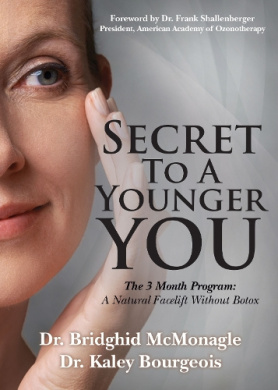 Foreword by Dr. Frank Shallenberger
President, American Academy of Ozonotherapy
SECRET
TO A
YOUNGER
YOU
The 3 Month Program:
A Natural Facelift Without Botox
Dr. Bridghid McMonagle
Dr. Kaley Bourgeois